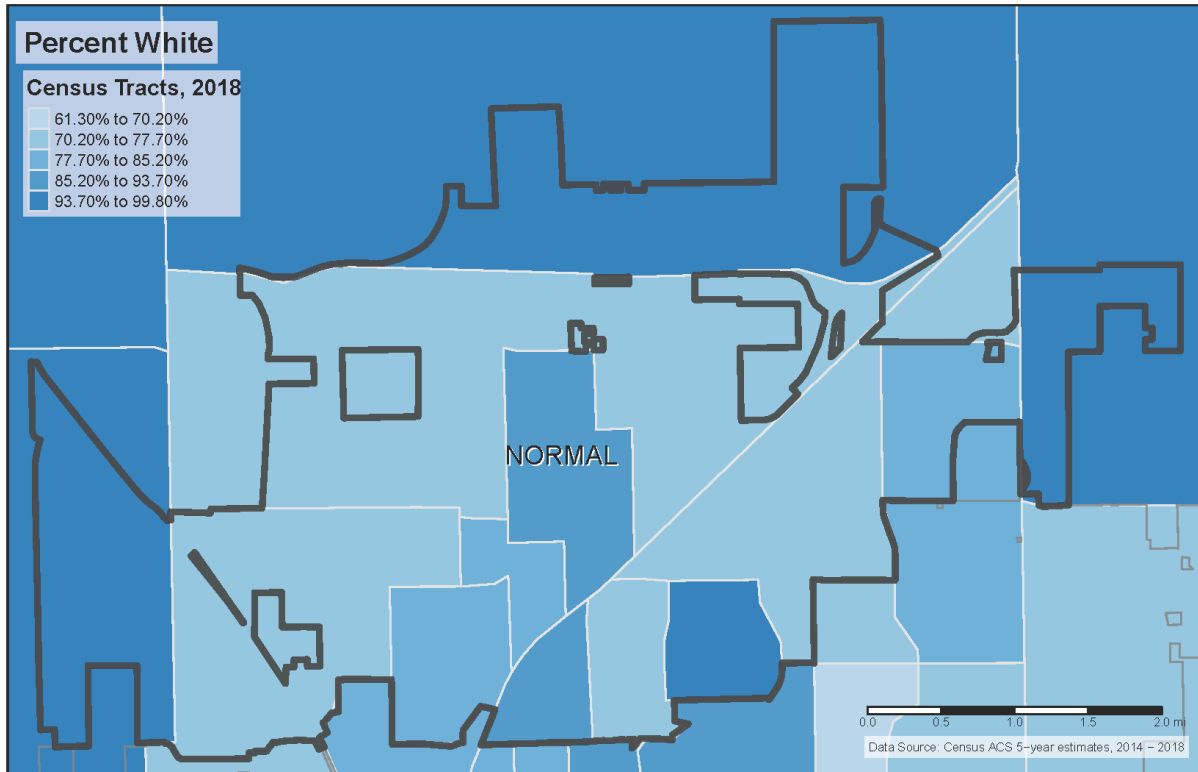 Percent White
Census Tracts, 2018
61.30% to 70.20%
70.20% to 77.70%
77.70% to 85.20%
85.20% to 93.70%
93.70% to 99.80%
NORMAL
0.0 0.5 1.0 1.5 2.0 mi
Data Source: Census ACS 5−year estimates, 2014 − 2018